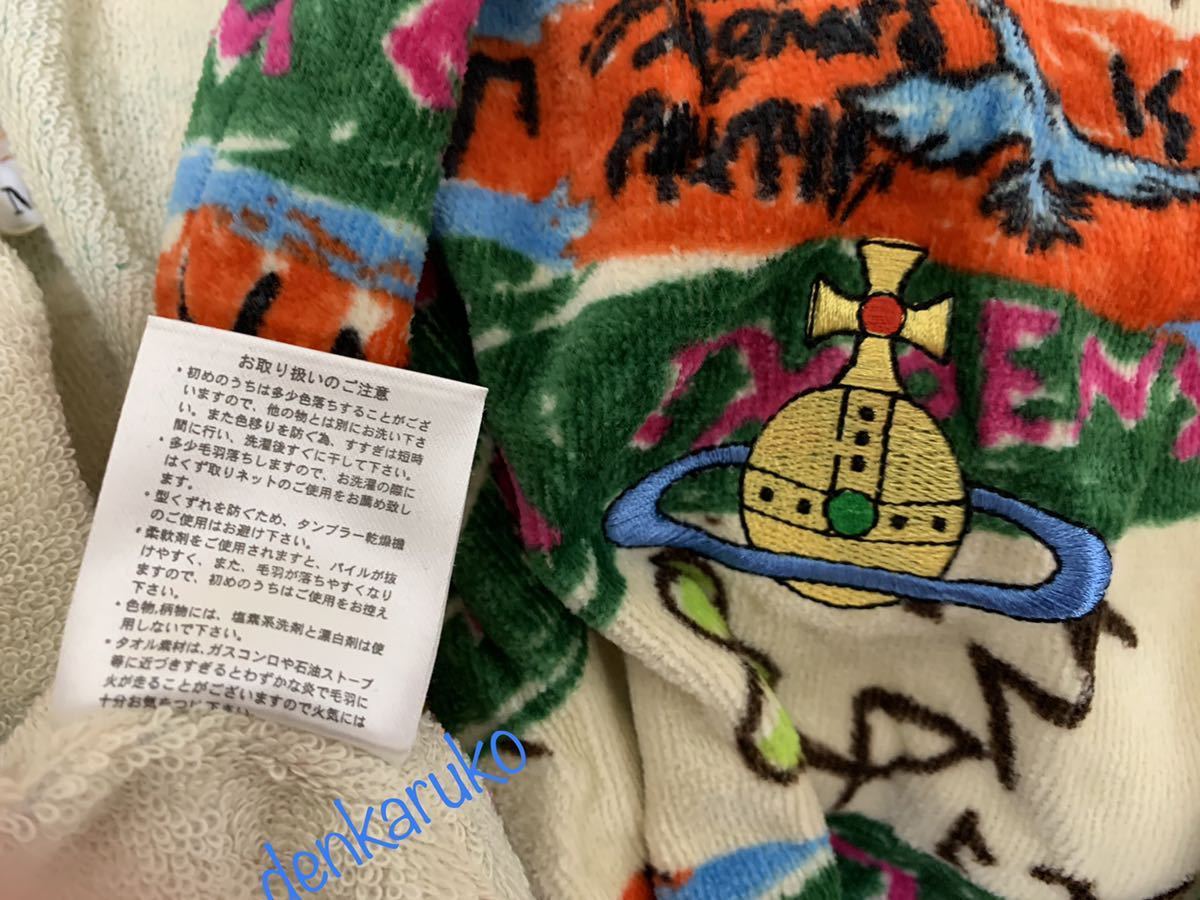 お取り扱いのご注意
・初めのうちは多少色落ちすることがござ
いますので、他の物とは別にお洗い下さ
い。また色移りを防ぐ為、すすぎは短時
間に行い、洗濯後すぐに干して下さい。
・多少毛羽落ちしますので、お洗濯の際に
はくず取りネットのご使用をお薦め致し
ます。
・型くずれを防ぐため、タンブラー乾燥機
のご使用はお避け下さい。
・柔軟剤をご使用されますと、パイルが抜
けやすく、また、毛羽が落ちやすくなり
ますので、初めのうちはご使用をお控え
下さい。
・色物,柄物には、塩素系洗剤と漂白剤は使
用しないで下さい。
・タオル素材は、ガスコンロや石油ストーブ
等に近づきすぎるとわずかな炎で毛羽に
火が走ることがございますので火気には
十分お気をつけ下さい。
IS
denkaruko